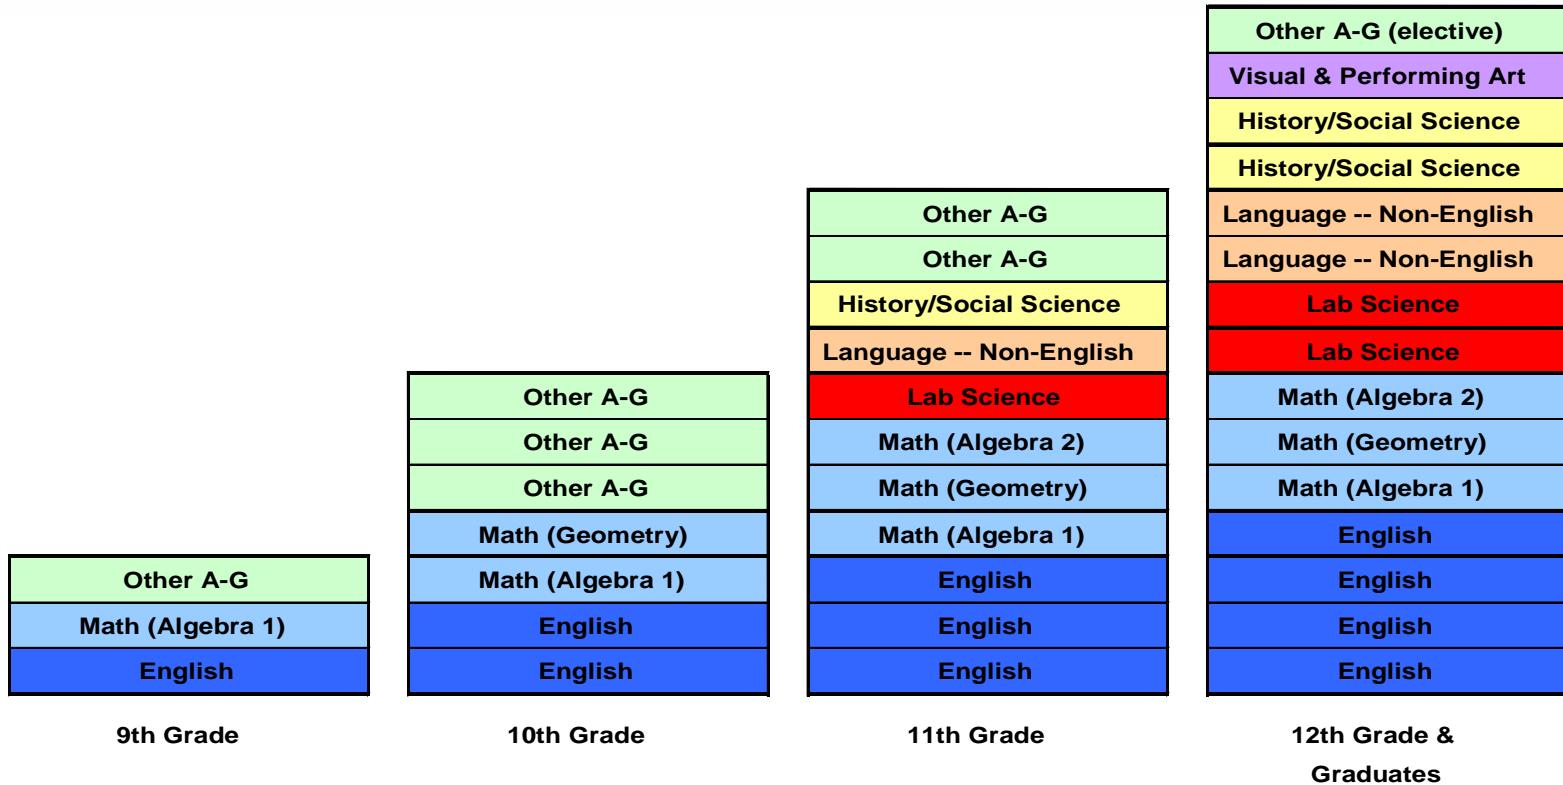 Other A-G
Math (Algebra 1)
English
9th Grade
Other A-G
Other A-G
Other A-G
Math (Geometry)
Math (Algebra 1)
English
English
10th Grade
Other A-G
Other A-G
History/Social Science
Language -- Non-English
Lab Science
Math (Algebra 2)
Math (Geometry)
Math (Algebra 1)
English
English
English
11th Grade
Other A-G (elective)
Visual & Performing Art
History/Social Science
History/Social Science
Language -- Non-English
Language -- Non-English
Lab Science
Lab Science
Math (Algebra 2)
Math (Geometry)
Math (Algebra 1)
English
English
English
English
12th Grade &
Graduates